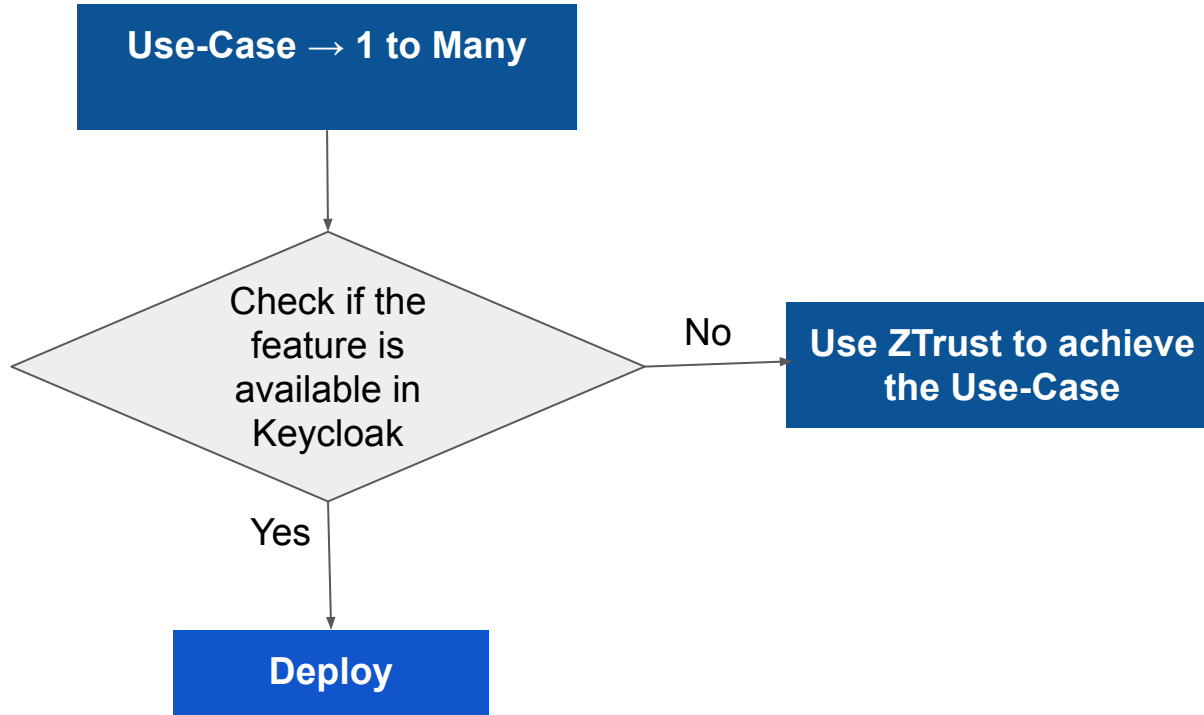 Use-Case → 1 to Many
Check if the
feature is
available in
Keycloak
No
Use ZTrust to achieve
the Use-Case
Yes
Deploy